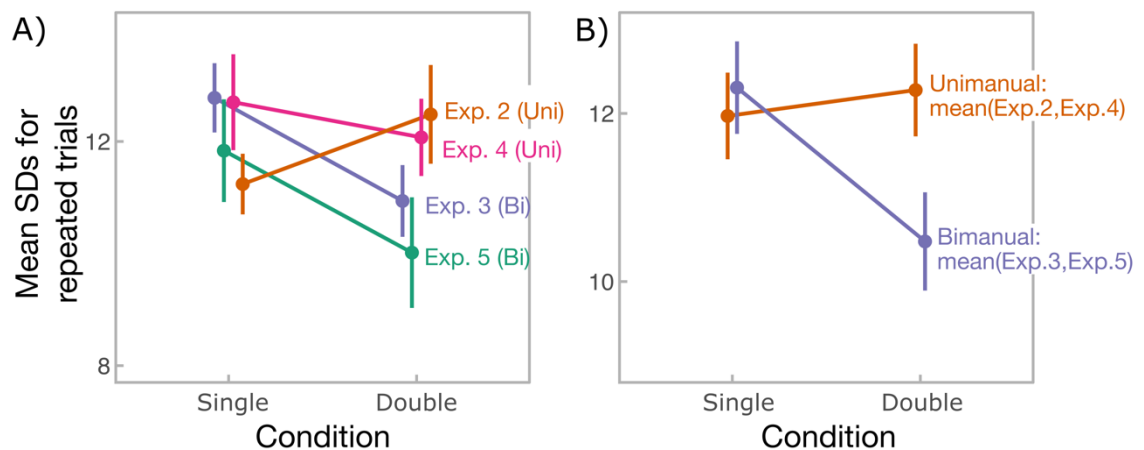 A)
Mean SDs for
repeated trials
12
8
Exp. 2 (Uni)
Exp. 4 (Uni)
Exp. 3 (Bi)
Exp. 5 (Bi)
Single
Double
Condition
B)
12
10
Unimanual:
mean(Exp.2,Exp.4)
Bimanual:
mean(Exp.3,Exp.5)
Single
Double
Condition